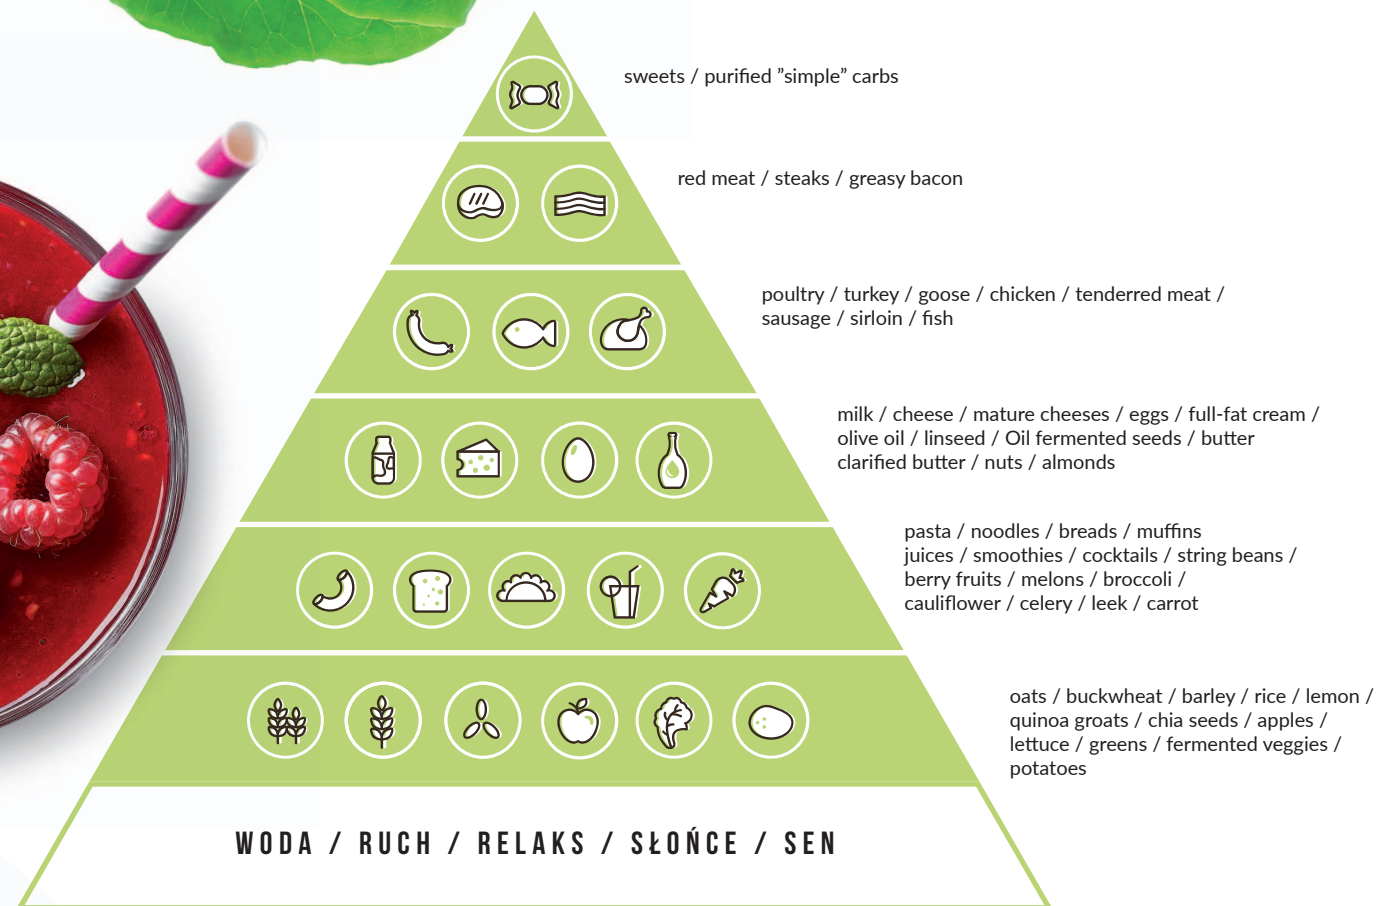 sweets / purified ”simple” carbs
red meat / steaks / greasy bacon
poultry / turkey / goose / chicken / tenderred meat /
sausage / sirloin / fish
milk / cheese / mature cheeses / eggs / full-fat cream /
olive oil / linseed / Oil fermented seeds / butter
clarified butter / nuts / almonds
pasta / noodles / breads / muffins
juices / smoothies / cocktails / string beans /
berry fruits / melons / broccoli /
cauliflower / celery / leek / carrot
oats / buckwheat / barley / rice / lemon /
quinoa groats / chia seeds / apples /
lettuce / greens / fermented veggies /
potatoes
WODA / RUCH / RELAKS / SŁOŃCE / SEN